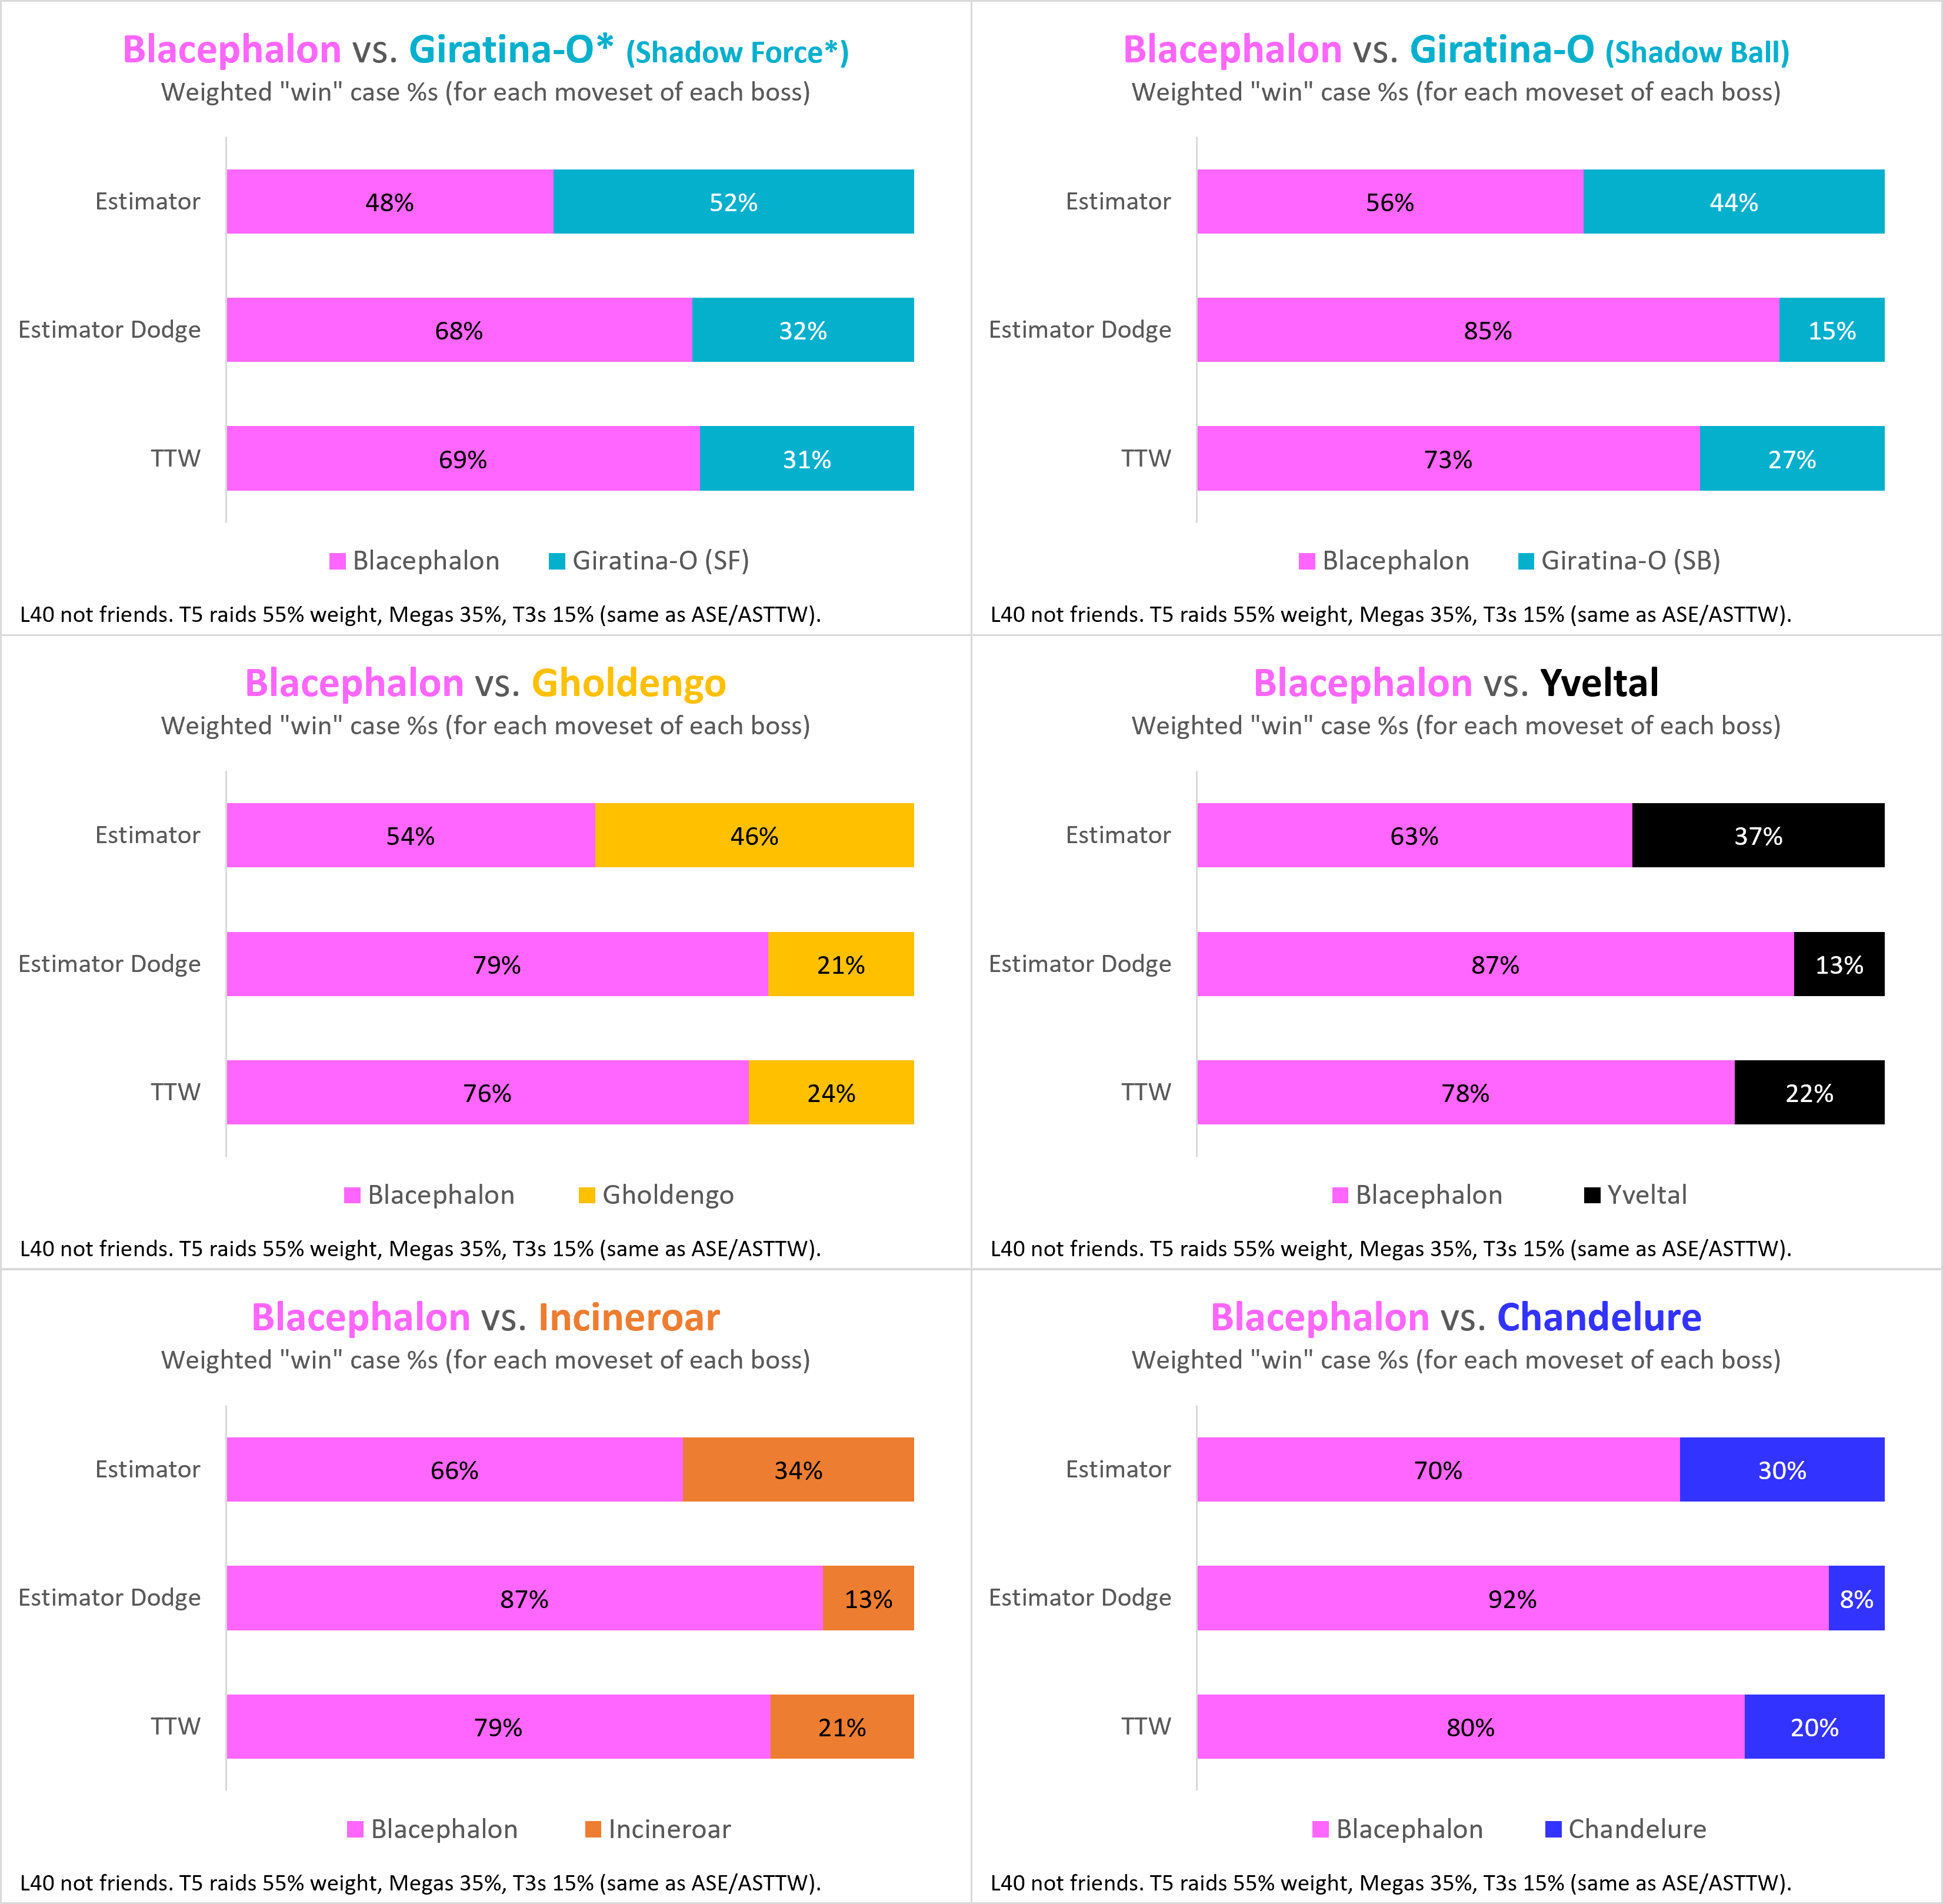 Blacephalon vs. Giratina-O* (Shadow Force*)
Weighted "win" case %s (for each moveset of each boss)
Estimator 48% 52%
Estimator Dodge 68% 32%
TTW 69% 31%
Blacephalon Giratina-O (SF)
L40 not friends. T5 raids 55% weight, Megas 35%, T3s 15% (same as ASE/ASTTW).
Blacephalon vs. Giratina-O (Shadow Ball)
Weighted "win" case %s (for each moveset of each boss)
Estimator 56% 44%
Estimator Dodge 85% 15%
TTW 73% 27%
Blacephalon Giratina-O (SB)
L40 not friends. T5 raids 55% weight, Megas 35%, T3s 15% (same as ASE/ASTTW).
Blacephalon vs. Gholdengo
Weighted "win" case %s (for each moveset of each boss)
Estimator 54% 46%
Estimator Dodge 79% 21%
TTW 76% 24%
Blacephalon Gholdengo
L40 not friends. T5 raids 55% weight, Megas 35%, T3s 15% (same as ASE/ASTTW).
Blacephalon vs. Yveltal
Weighted "win" case %s (for each moveset of each boss)
Estimator 63% 37%
Estimator Dodge 87% 13%
TTW 78% 22%
Blacephalon Yveltal
L40 not friends. T5 raids 55% weight, Megas 35%, T3s 15% (same as ASE/ASTTW).
Blacephalon vs. Incineroar
Weighted "win" case %s (for each moveset of each boss)
Estimator 66% 34%
Estimator Dodge 87% 13%
TTW 79% 21%
Blacephalon Incineroar
L40 not friends. T5 raids 55% weight, Megas 35%, T3s 15% (same as ASE/ASTTW).
Blacephalon vs. Chandelure
Weighted "win" case %s (for each moveset of each boss)
Estimator 70% 30%
Estimator Dodge 92% 8%
TTW 80% 20%
Blacephalon Chandelure
L40 not friends. T5 raids 55% weight, Megas 35%, T3s 15% (same as ASE/ASTTW).